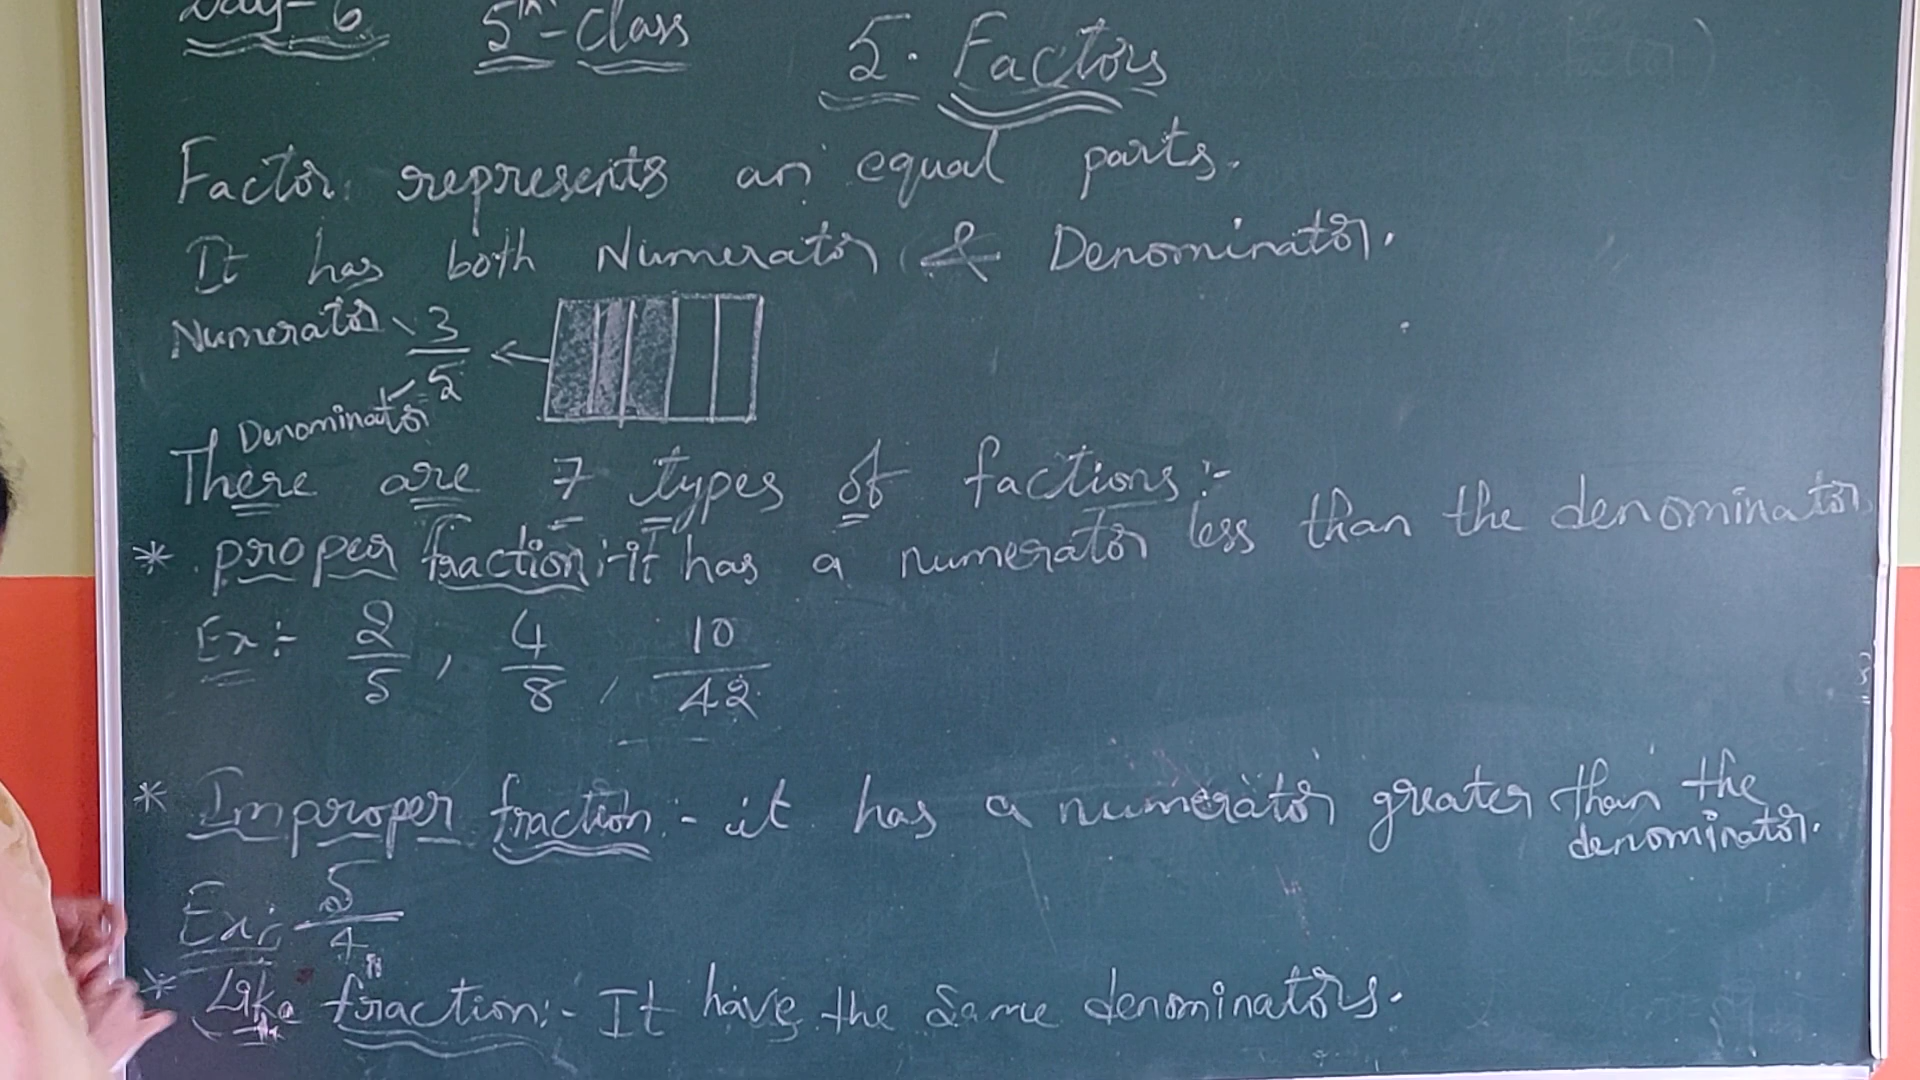 Day-6 5th-Class
5. Factors
Factor represents an equal parts.
It has both Numerator & Denominator.
Numerator 3/5
Denominator
There are 7 types of factions:-
* proper fraction:-it has a numerator less than the denominator
Ex:- 2/5, 4/8, 10/42
* Improper fraction:- it has a numerator greater than the
denominator.
Ex:- 5/4
* Like fraction:- It have the same denominators.